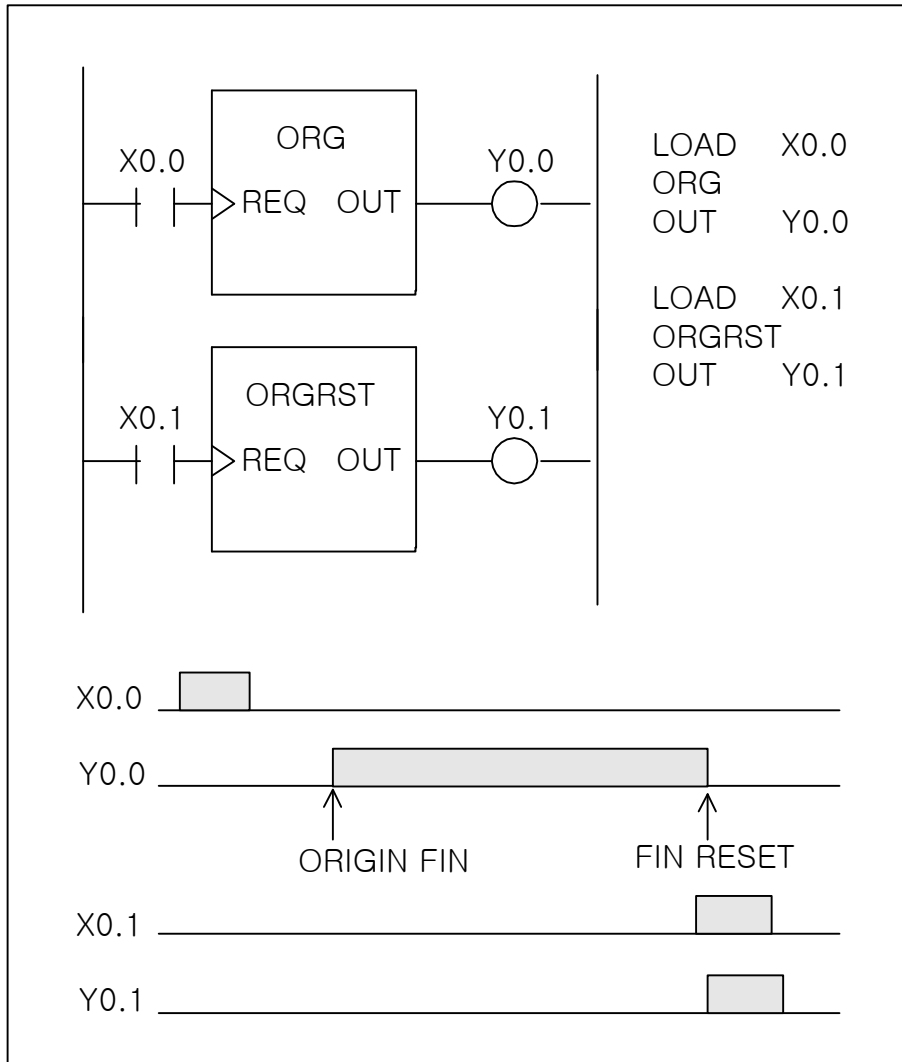 ORG
X0.0
Y0.0
REQ OUT
ORGRST
X0.1
Y0.1
REQ OUT
LOAD X0.0
ORG
OUT Y0.0
LOAD X0.1
ORGRST
OUT Y0.1
X0.0
Y0.0
ORIGIN FIN
FIN RESET
X0.1
Y0.1